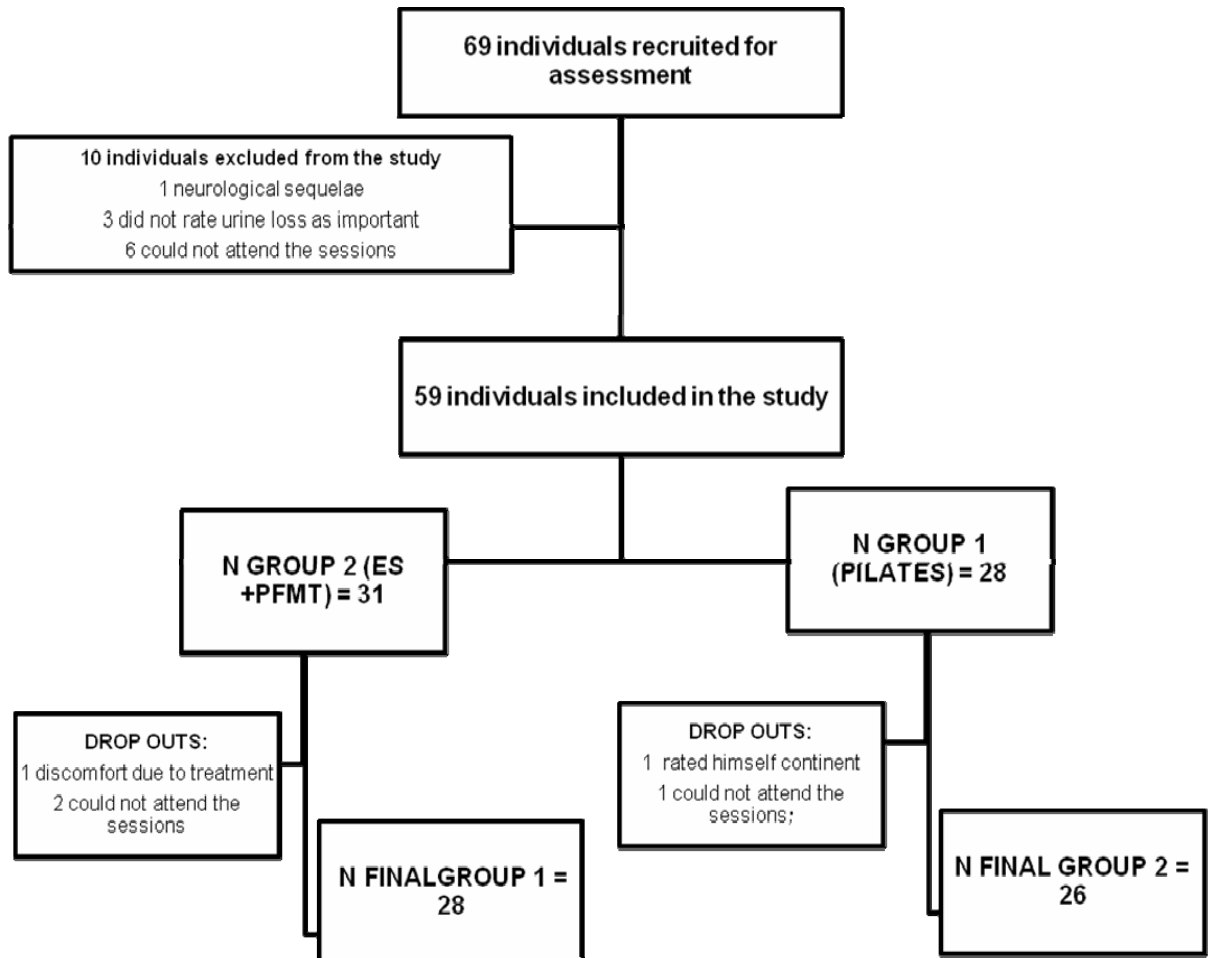 69 individuals recruited for
assessment
10 individuals excluded from the study
1 neurological sequelae
3 did not rate urine loss as important
6 could not attend the sessions
59 individuals included in the study
N GROUP 2 (ES
+PFMT) = 31
N GROUP 1
(PILATES) = 28
DROP OUTS:
1 discomfort due to treatment
2 could not attend the
sessions
DROP OUTS:
1 rated himself continent
1 could not attend the
sessions;
N FINALGROUP 1 =
28
N FINAL GROUP 2 =
26